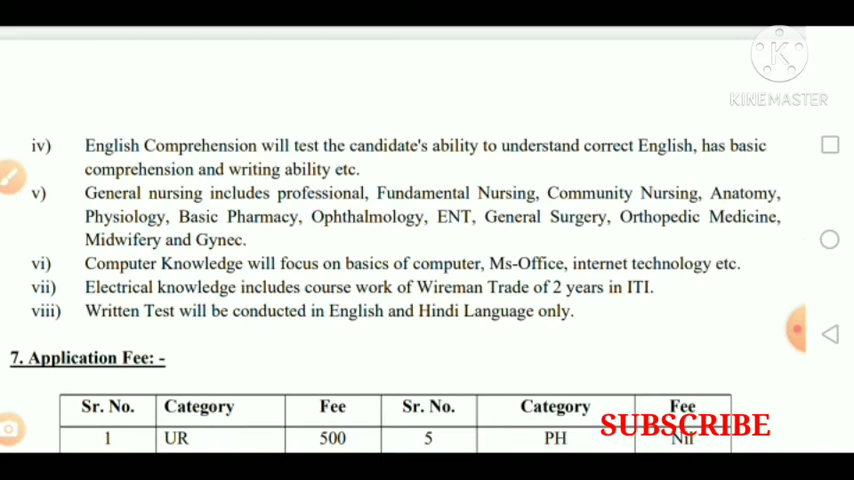 KINEMASTER
iv) English Comprehension will test the candidate's ability to understand correct English, has basic
comprehension and writing ability etc.
v) General nursing includes professional, Fundamental Nursing, Community Nursing, Anatomy,
Physiology, Basic Pharmacy, Ophthalmology, ENT, General Surgery, Orthopedic Medicine,
Midwifery and Gynec.
vi) Computer Knowledge will focus on basics of computer, Ms-Office, internet technology etc.
vii) Electrical knowledge includes course work of Wireman Trade of 2 years in ITI.
viii) Written Test will be conducted in English and Hindi Language only.
7. Application Fee: -
Sr. No. Category Fee Sr. No. Category Fee
SUBSCRIBE
1 UR 500 5 PH Nil